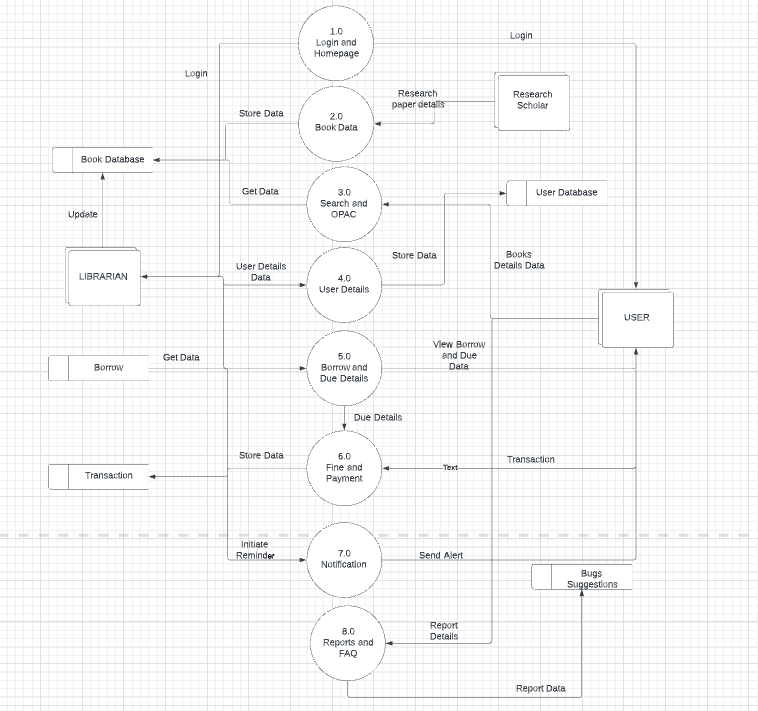 1.0
Login and
Homepage
Login
Login
Research
paper details
Research
Scholar
Store Data
2.0
Book Data
Book Database
Get Data
3.0
Search and
OPAC
User Database
Update
Store Data
Books
Details Data
LIBRARIAN
User Details
Data
4.0
User Details
USER
View Borrow
and Due
Data
Get Data
Borrow
5.0
Borrow and
Due Details
Due Details
Store Data
6.0
Fine and
Payment
Text
Transaction
Transaction
Initiate
Reminder
7.0
Notification
Send Alert
Bugs
Suggestions
8.0
Reports and
FAQ
Report
Details
Report Data